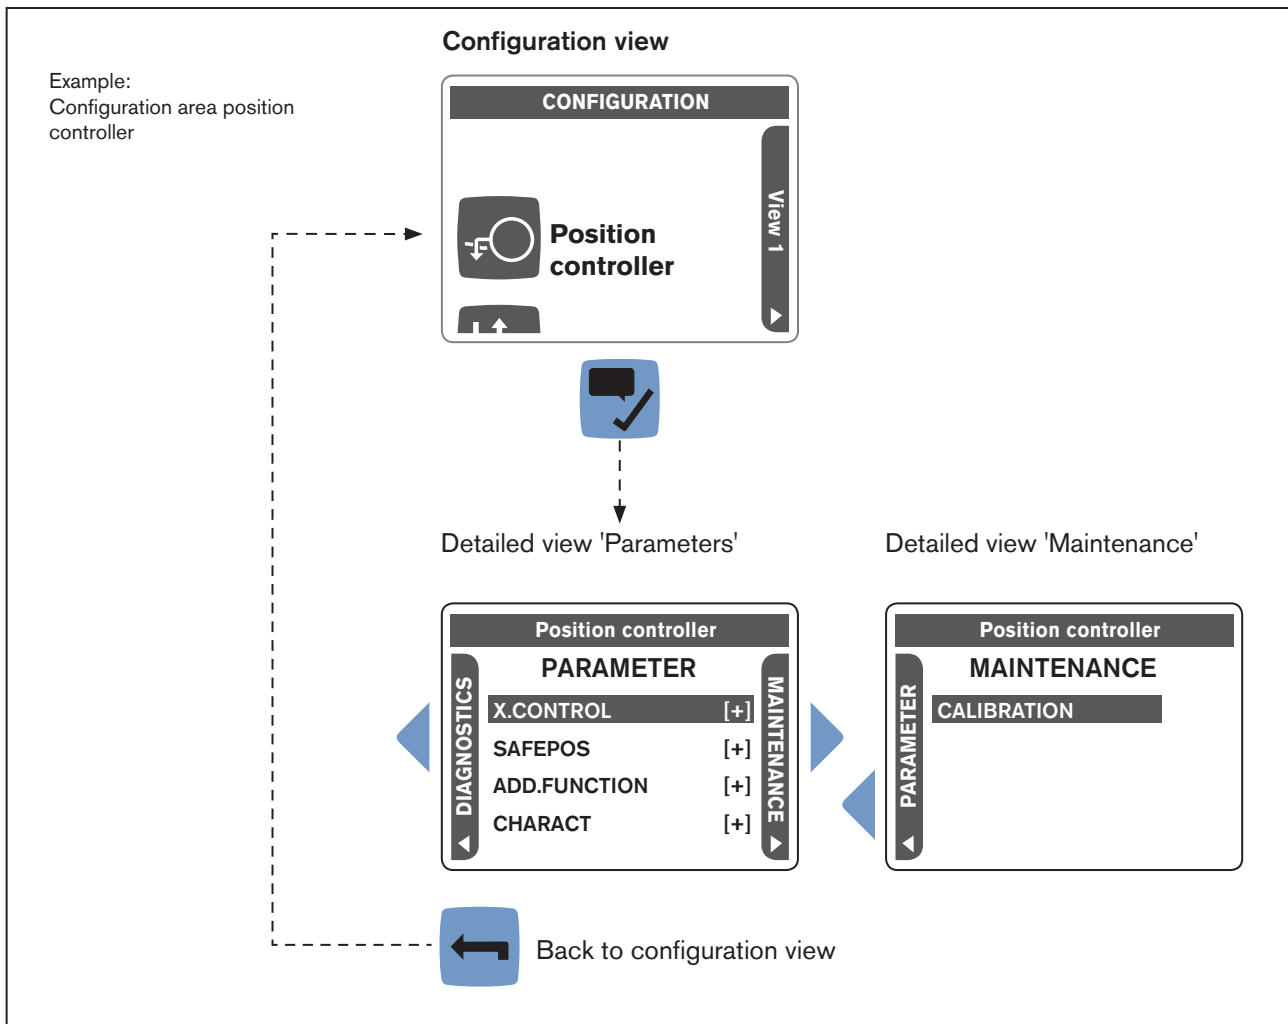 Configuration view
Example:
Configuration area position
controller
CONFIGURATION
View 1
Position
controller
Detailed view 'Parameters'
Detailed view 'Maintenance'
Position controller
PARAMETER
DIAGNOSTICS
X.CONTROL [+]
SAFEPOS [+]
ADD.FUNCTION [+]
CHARACT [+]
MAINTENANCE
Position controller
MAINTENANCE
PARAMETER
CALIBRATION
Back to configuration view